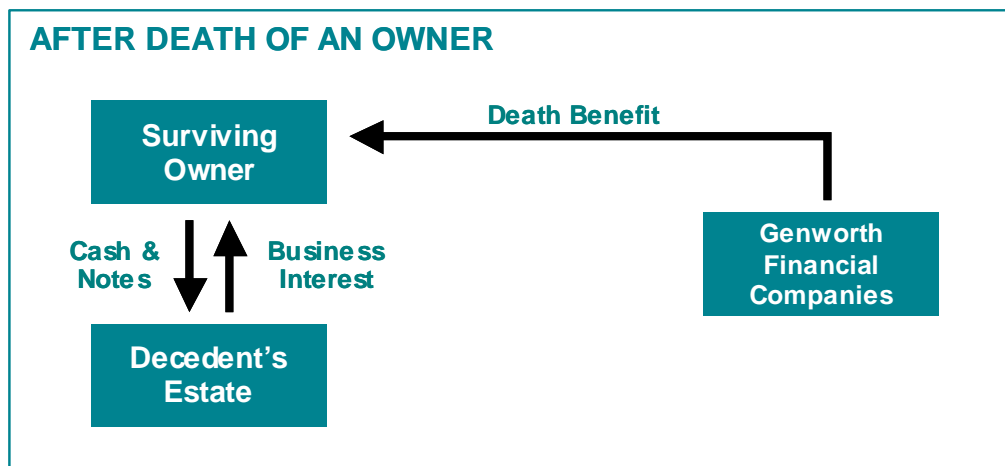 AFTER DEATH OF AN OWNER
Death Benefit
Surviving
Owner
Cash &
Notes
Business
Interest
Genworth
Financial
Companies
Decedent's
Estate